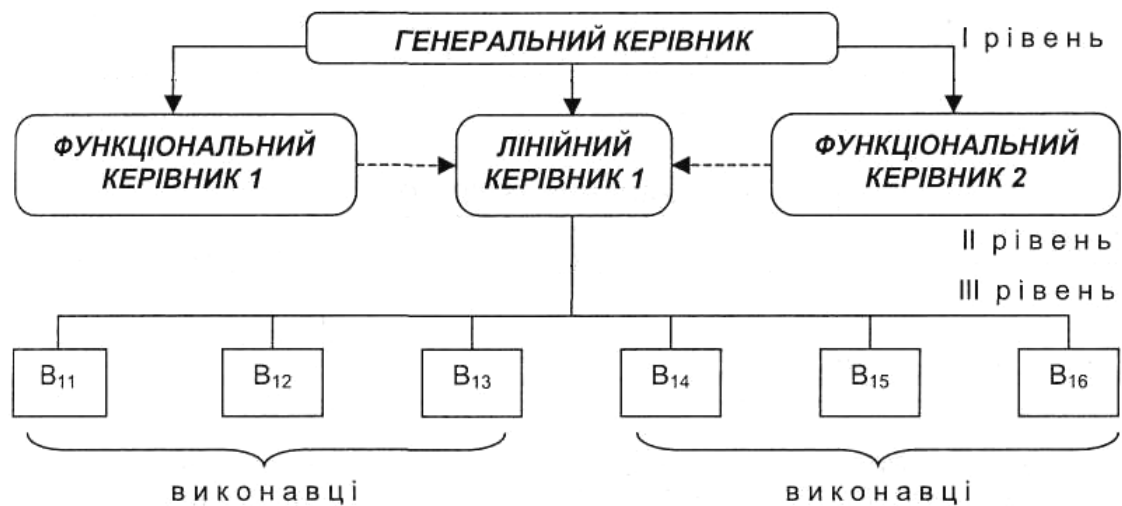 ГЕНЕРАЛЬНИЙ КЕРІВНИК
І рівень
ФУНКЦІОНАЛЬНИЙ
КЕРІВНИК 1
ЛІНІЙНИЙ
КЕРІВНИК 1
ФУНКЦІОНАЛЬНИЙ
КЕРІВНИК 2
ІІ рівень
ІІІ рівень
В₁₁ В₁₂ В₁₃ В₁₄ В₁₅ В₁₆
виконавці виконавці